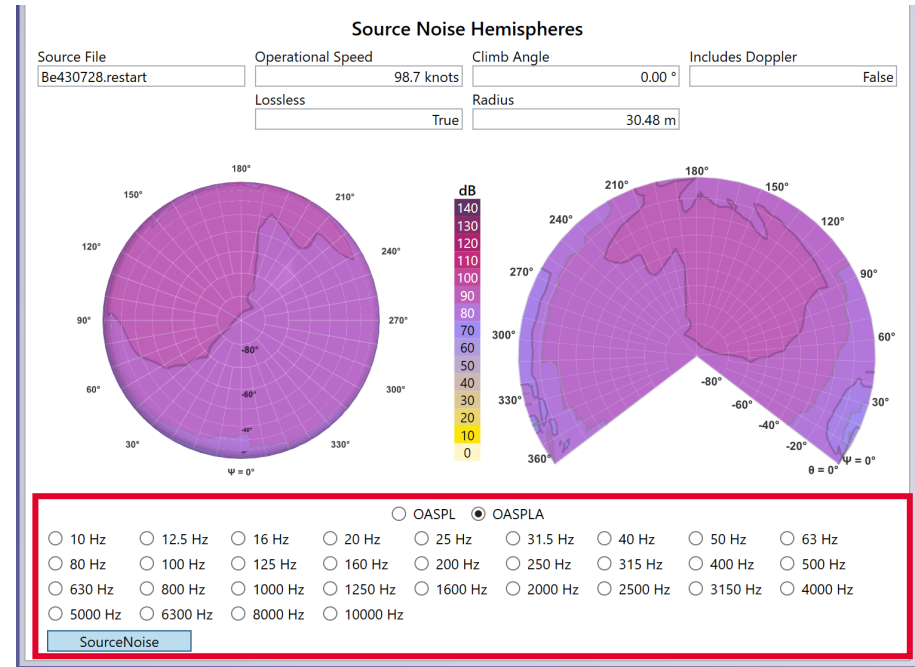 Source Noise Hemispheres
Source File Operational Speed Climb Angle Includes Doppler
Be430728.restart 98.7 knots 0.00 ° False
Lossless Radius
True 30.48 m
180°
150° 210°
120° 240°
90° 270°
60° 300°
30° 330°
Ψ = 0°
-80°
-60°
-40°
dB
140
130
120
110
100
90
80
70
60
50
40
30
20
10
0
180°
210° 150°
240° 120°
270° 90°
300° 60°
330° 30°
360°
-80°
-60°
-40°
-20°
θ = 0° Ψ = 0°
OASPL OASPLA
10 Hz 12.5 Hz 16 Hz 20 Hz 25 Hz 31.5 Hz 40 Hz 50 Hz 63 Hz
80 Hz 100 Hz 125 Hz 160 Hz 200 Hz 250 Hz 315 Hz 400 Hz 500 Hz
630 Hz 800 Hz 1000 Hz 1250 Hz 1600 Hz 2000 Hz 2500 Hz 3150 Hz 4000 Hz
5000 Hz 6300 Hz 8000 Hz 10000 Hz
SourceNoise